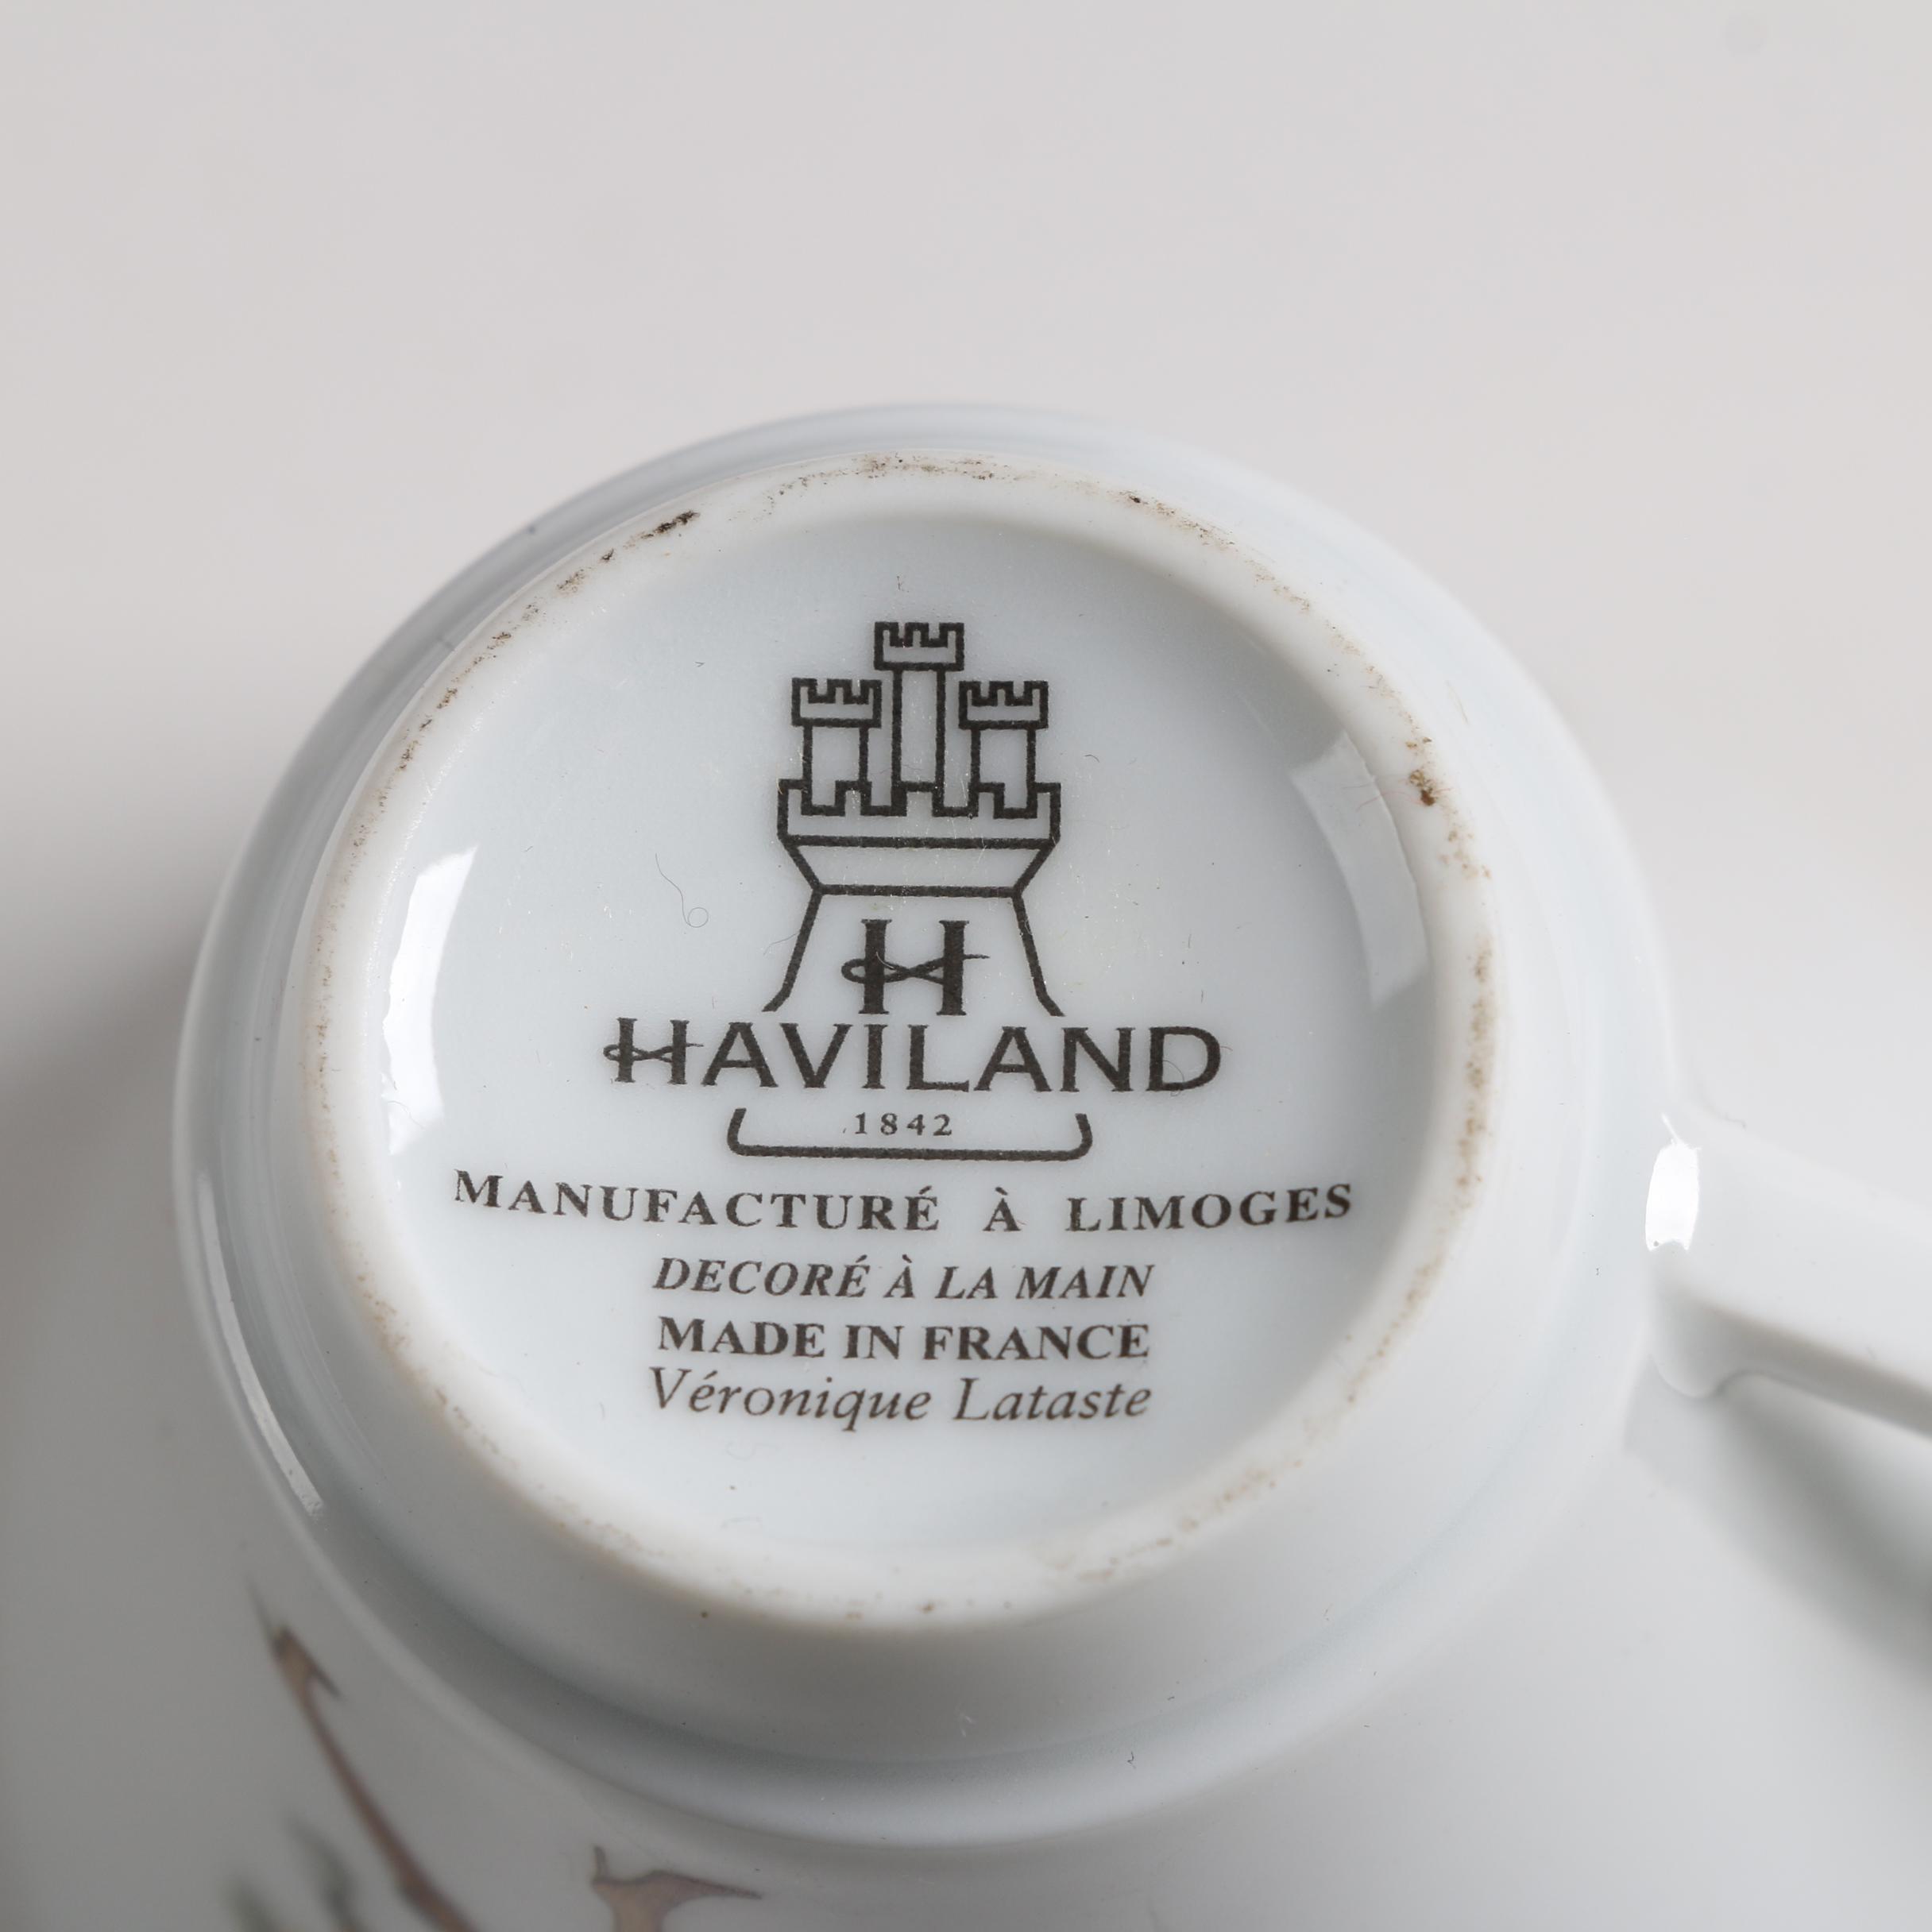 H
HAVILAND
1842
MANUFACTURÉ À LIMOGES
DECORÉ À LA MAIN
MADE IN FRANCE
Véronique Lataste